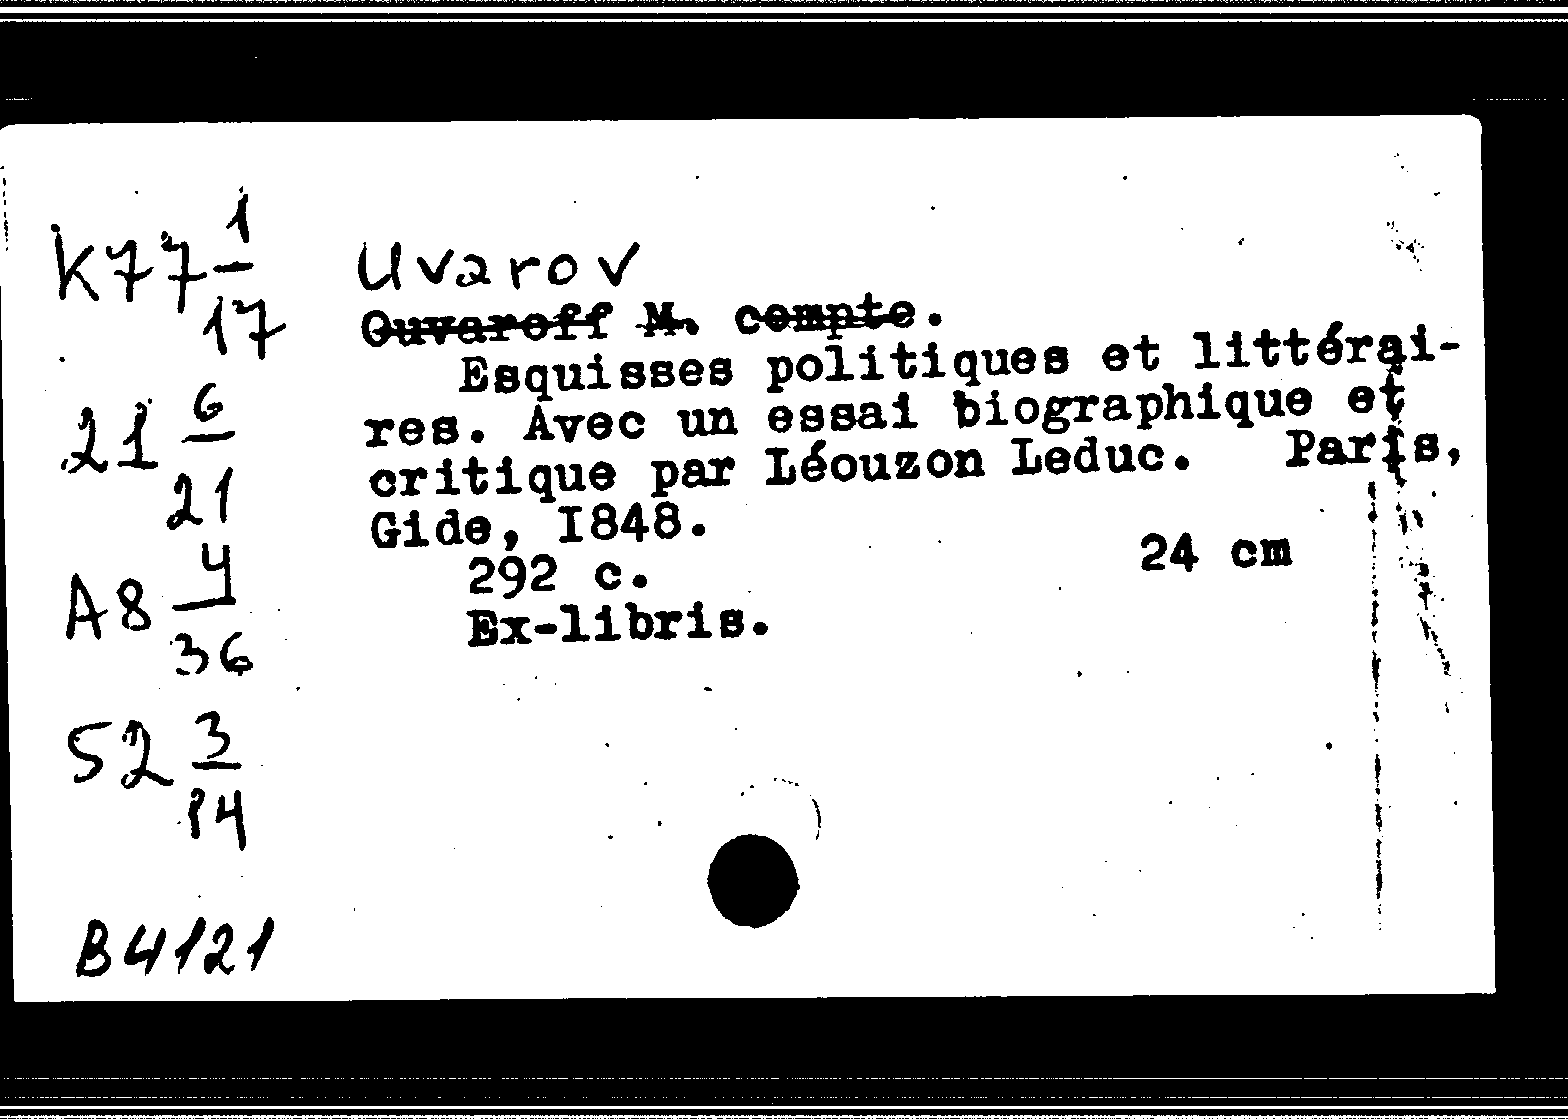 K77 1/17
Uvarov
Ouvaroff M. compte.
Esquisses politiques et littérai-
res. Avec un essai biographique et
critique par Léouzon Leduc. Paris,
Gide, I848.
292 c. 24 cm
Ex-libris.
21 6/21
A8 4/36
52 3/14
B4121